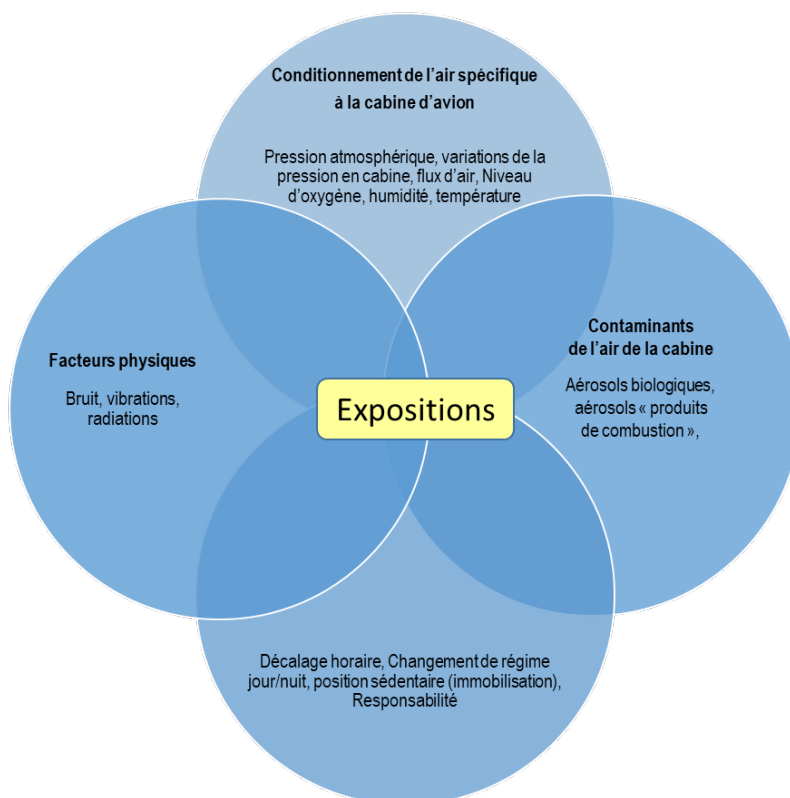 Conditionnement de l'air spécifique
à la cabine d'avion
Pression atmosphérique, variations de la
pression en cabine, flux d'air, Niveau
d'oxygène, humidité, température
Contaminants
de l'air de la cabine
Aérosols biologiques,
aérosols « produits
de combustion »,
Facteurs physiques
Bruit, vibrations,
radiations
Expositions
Décalage horaire, Changement de régime
jour/nuit, position sédentaire (immobilisation),
Responsabilité